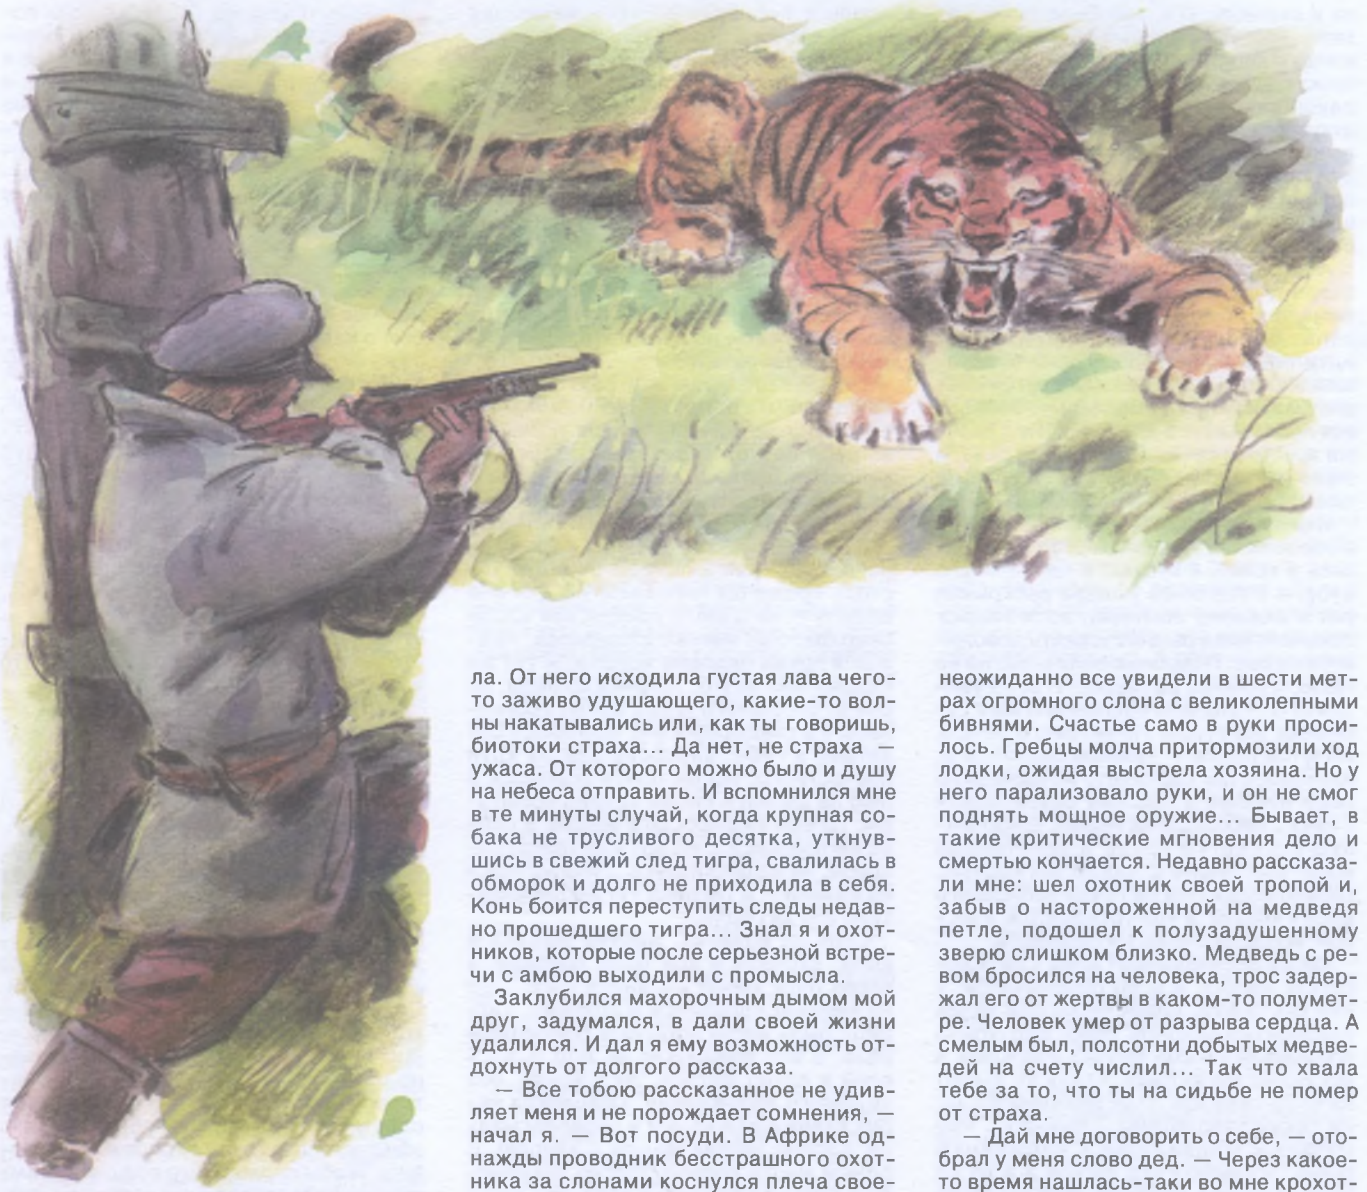 ла. От него исходила густая лава чего-
то заживо удушающего, какие-то вол-
ны накатывались или, как ты говоришь,
биотоки страха... Да нет, не страха —
ужаса. От которого можно было и душу
на небеса отправить. И вспомнился мне
в те минуты случай, когда крупная со-
бака не трусливого десятка, уткнув-
шись в свежий след тигра, свалилась в
обморок и долго не приходила в себя.
Конь боится переступить следы недав-
но прошедшего тигра... Знал я и охот-
ников, которые после серьезной встре-
чи с амбою выходили с промысла.
Заклубился махорочным дымом мой
друг, задумался, в дали своей жизни
удалился. И дал я ему возможность от-
дохнуть от долгого рассказа.
— Все тобою рассказанное не удив-
ляет меня и не порождает сомнения, —
начал я. — Вот посуди. В Африке од-
нажды проводник бесстрашного охот-
ника за слонами коснулся плеча свое-
неожиданно все увидели в шести мет-
рах огромного слона с великолепными
бивнями. Счастье само в руки проси-
лось. Гребцы молча притормозили ход
лодки, ожидая выстрела хозяина. Но у
него парализовало руки, и он не смог
поднять мощное оружие... Бывает, в
такие критические мгновения дело и
смертью кончается. Недавно рассказа-
ли мне: шел охотник своей тропой и,
забыв о настороженной на медведя
петле, подошел к полузадушенному
зверю слишком близко. Медведь с ре-
вом бросился на человека, трос задер-
жал его от жертвы в каком-то полумет-
ре. Человек умер от разрыва сердца. А
смелым был, полсотни добытых медве-
дей на счету числил... Так что хвала
тебе за то, что ты на сидьбе не помер
от страха.
— Дай мне договорить о себе, — ото-
брал у меня слово дед. — Через какое-
то время нашлась-таки во мне крохот-